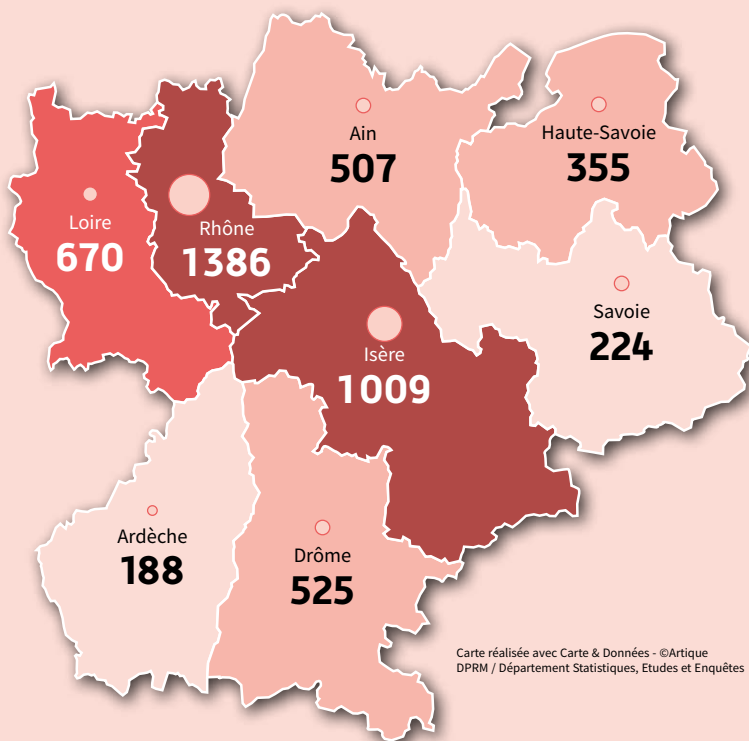 Ain
507
Haute-Savoie
355
Loire
670
Rhône
1386
Savoie
224
Isère
1009
Ardèche
188
Drôme
525
Carte réalisée avec Carte & Données - ©Artique
DPRM / Département Statistiques, Etudes et Enquêtes